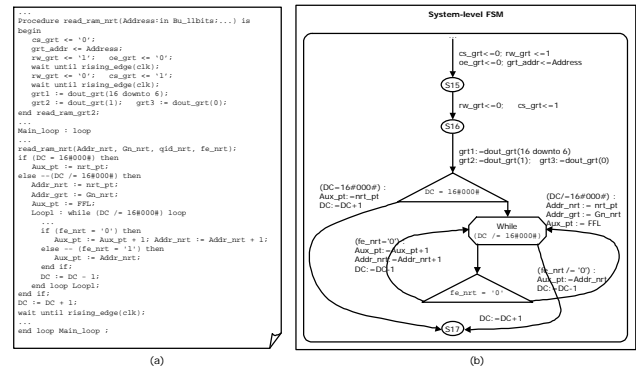 ...
Procedure read_ram_nrt(Address:in Bu_11bits;...) is
begin
cs_grt <= '0';
grt_addr <= Address;
rw_grt <= '1'; oe_grt <= '0';
wait until rising_edge(clk);
rw_grt <= '0'; cs_grt <= '1';
wait until rising_edge(clk);
grt1 := dout_grt(16 downto 6);
grt2 := dout_grt(1); grt3 := dout_grt(0);
end read_ram_grt2;
...
Main_loop : loop
...
read_ram_nrt(Addr_nrt, Gn_nrt, qid_nrt, fe_nrt);
if (DC = 16#000#) then
Aux_pt := nrt_pt;
else --(DC /= 16#000#) then
Addr_nrt := nrt_pt;
Addr_grt := Gn_nrt;
Aux_pt := FFL;
Loop1 : while (DC /= 16#000#) loop
...
if (fe_nrt = '0') then
Aux_pt := Aux_pt + 1; Addr_nrt := Addr_nrt + 1;
else -- (fe_nrt = '1') then
Aux_pt := Addr_nrt;
end if;
DC := DC - 1;
end loop Loop1;
end if;
DC := DC + 1;
wait until rising_edge(clk);
...
end loop Main_loop ;
(a)
System-level FSM
...
cs_grt<=0; rw_grt <=1
oe_grt<=0; grt_addr<=Address
S15
rw_grt<=0; cs_grt<=1
S16
grt1:=dout_grt(16 downto 6)
grt2:=dout_grt(1); grt3:=dout_grt(0)
(DC=16#000#) :
Aux_pt:=nrt_pt
DC:=DC+1
DC = 16#000#
(DC/=16#000#) :
Addr_nrt := nrt_pt
Addr_grt := Gn_nrt
Aux_pt := FFL
While
(DC /= 16#000#)
(fe_nrt='0') :
Aux_pt:=Aux_pt+1
Addr_nrt:=Addr_nrt+1
DC:=DC-1
(fe_nrt /= '0') :
Aux_pt:=Addr_nrt
DC:=DC-1
fe_nrt = '0'
DC:=DC+1
S17
(b)